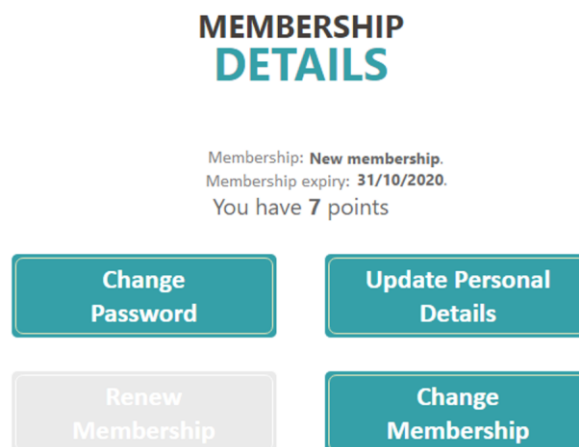 MEMBERSHIP
DETAILS
Membership: New membership.
Membership expiry: 31/10/2020.
You have 7 points
Change
Password
Update Personal
Details
Renew
Membership
Change
Membership